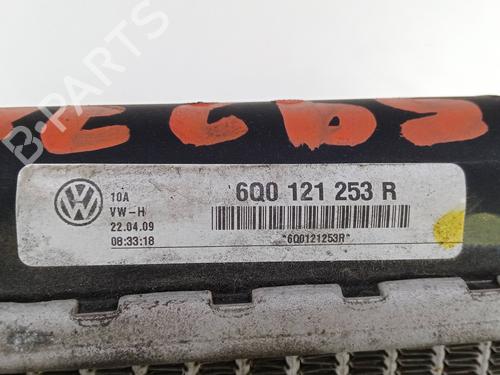 B-PARTS
10A
VW-H
22.04.09
08:33:18
6Q0 121 253 R
*6Q0121253R*